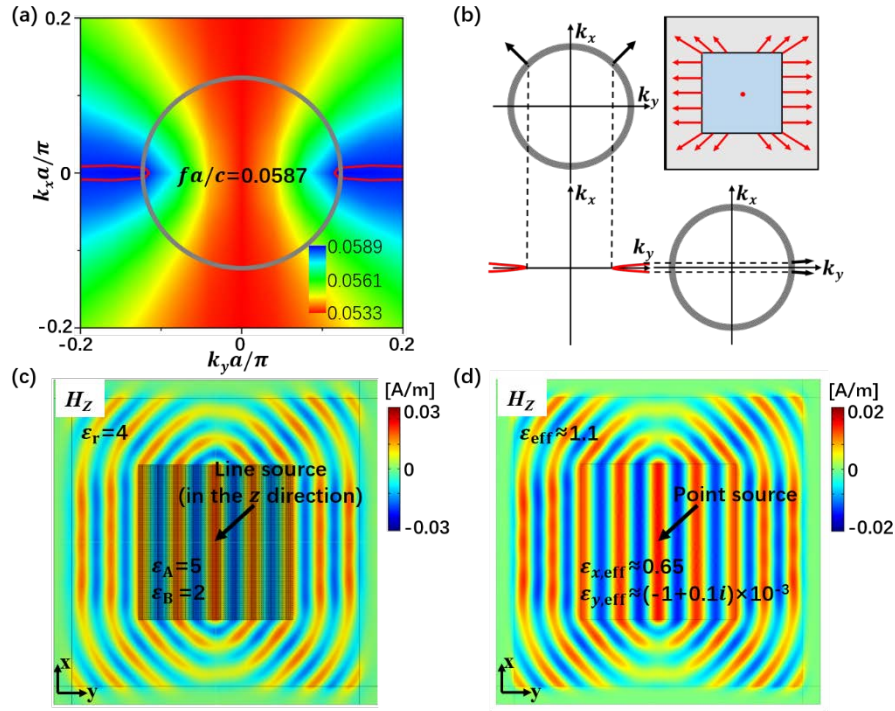 (a)
0.2
0
-0.2
k_x a/π
fa/c=0.0587
0.0589
0.0561
0.0533
-0.2
0
0.2
k_y a/π
(b)
k_x
k_y
k_x
k_y
k_x
k_y
(c)
H_Z
ε_r=4
Line source
(in the z direction)
ε_A=5
ε_B=2
x
y
[A/m]
0.03
0
-0.03
(d)
H_Z
ε_eff≈1.1
Point source
ε_x,eff≈0.65
ε_y,eff≈(-1+0.1i)×10^-3
x
y
[A/m]
0.02
0
-0.02